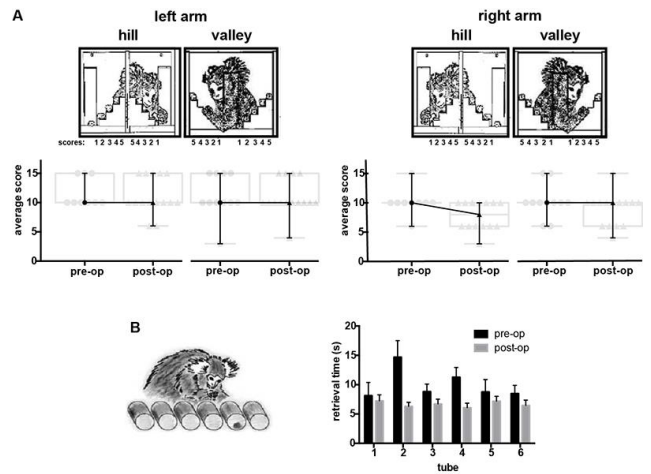 A
left arm
right arm
hill
valley
hill
valley
scores: 1 2 3 4 5 5 4 3 2 1 5 4 3 2 1 1 2 4 5
1 2 3 4 5 5 4 3 2 1 5 4 3 2 1 1 2 3 4 5
average score
15
10
5
0
pre-op
post-op
pre-op
post-op
average score
15
10
5
0
pre-op
post-op
pre-op
post-op
B
retrieval time (s)
20
15
10
5
0
pre-op
post-op
1
2
3
4
5
6
tube